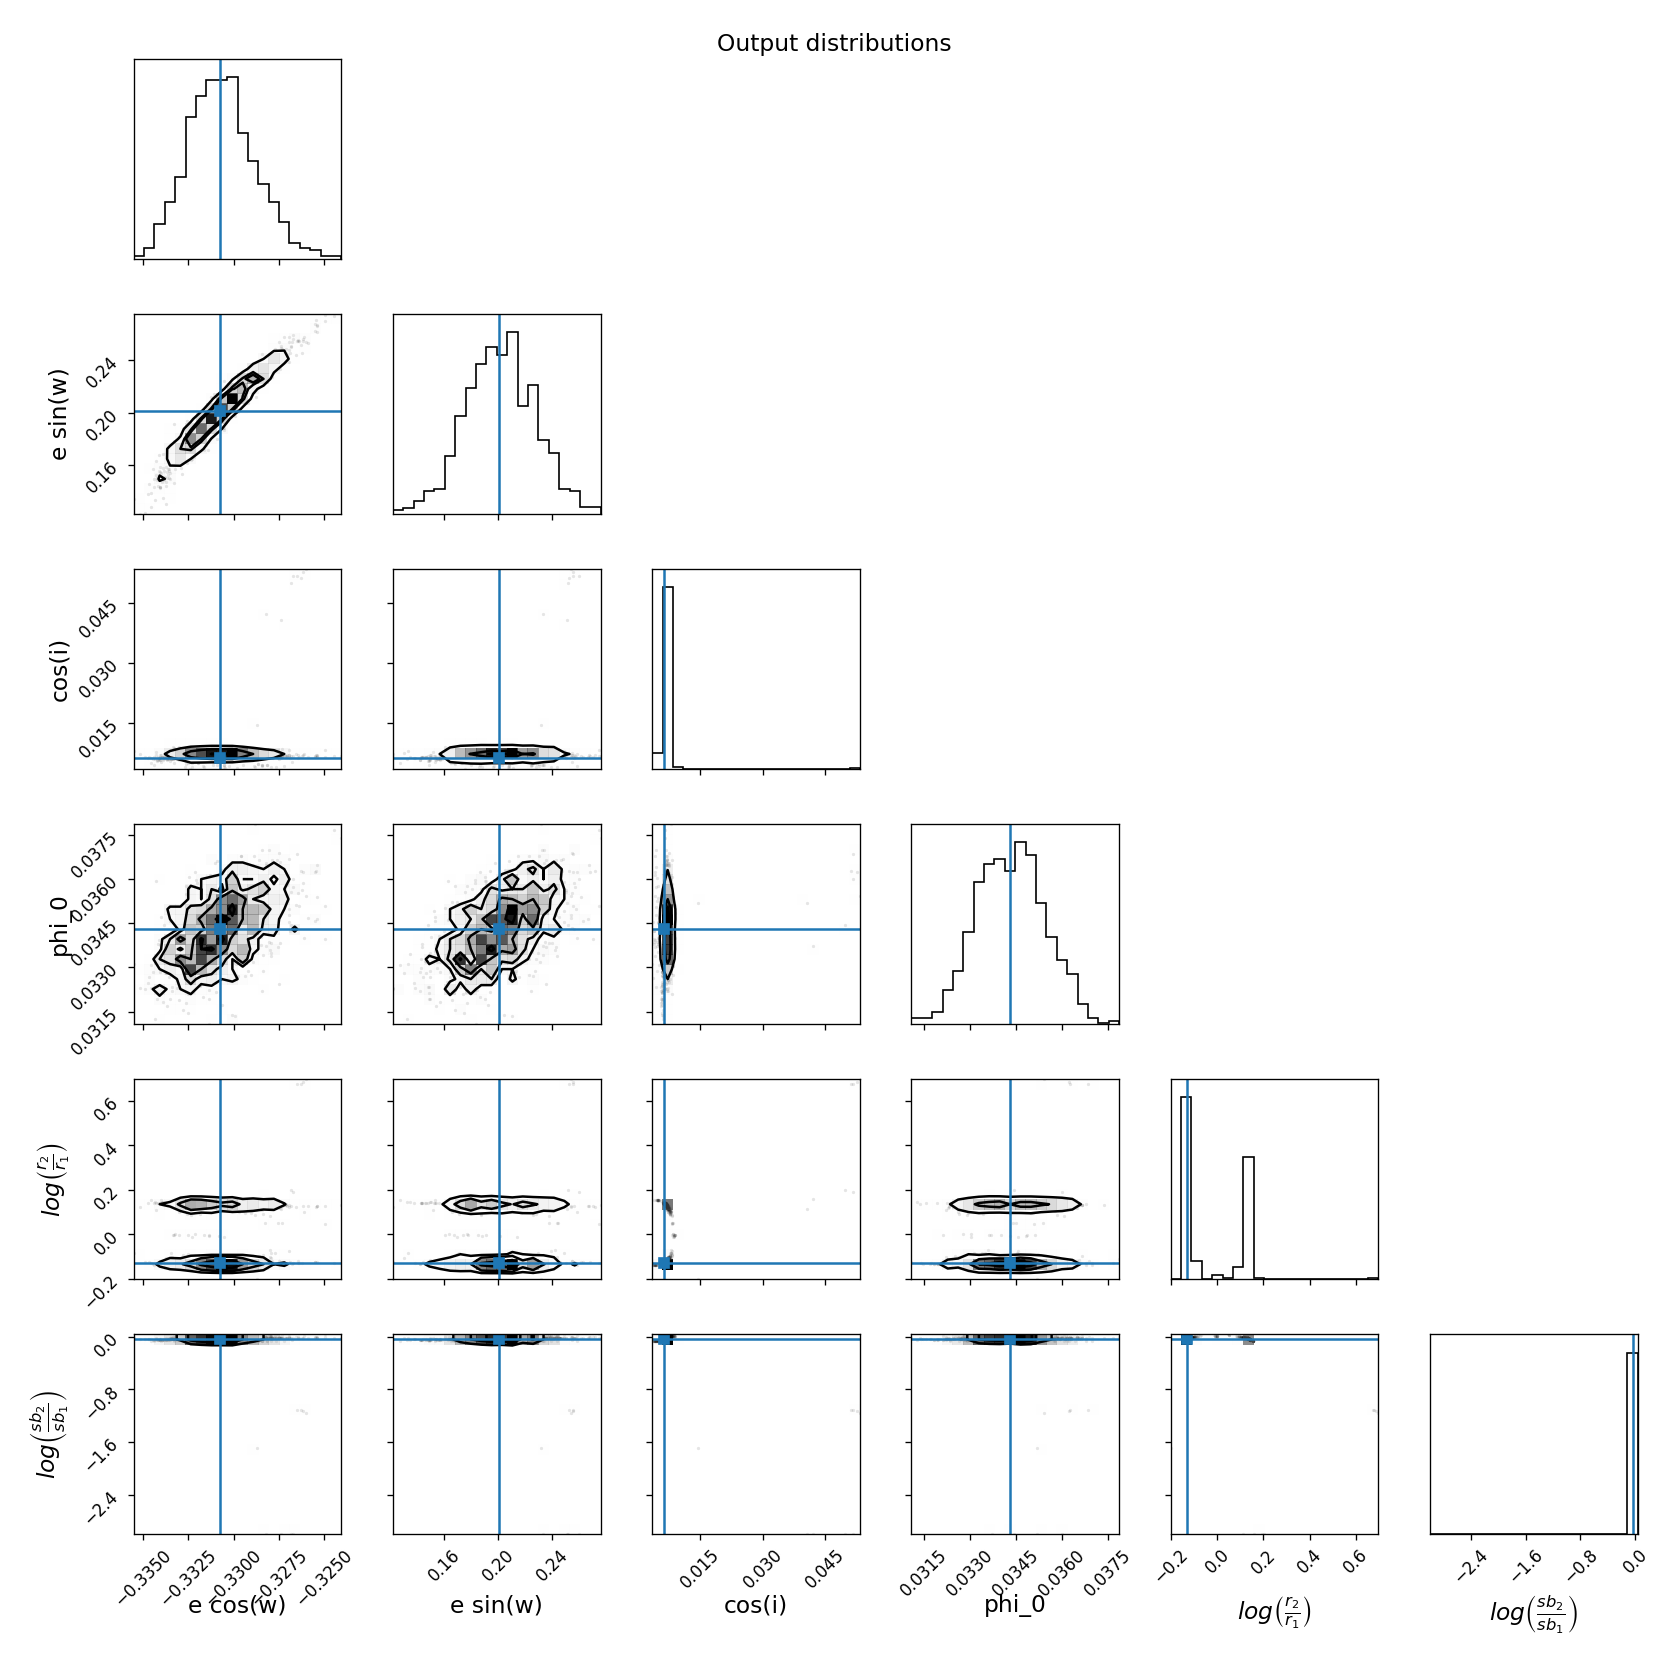 Output distributions
e sin(w)
0.24
0.20
0.16
cos(i)
0.045
0.030
0.015
phi_0
0.0375
0.0360
0.0345
0.0330
0.0315
log(r₂/r₁)
0.6
0.4
0.2
0.0
−0.2
log(sb₂/sb₁)
0.0
−0.8
−1.6
−2.4
−0.3350 −0.3325 −0.3300 −0.3275 −0.3250
0.16 0.20 0.24
0.015 0.030 0.045
0.0315 0.0330 0.0345 0.0360 0.0375
−0.2 0.0 0.2 0.4 0.6
−2.4 −1.6 −0.8 0.0
e cos(w)
e sin(w)
cos(i)
phi_0
log(r₂/r₁)
log(sb₂/sb₁)